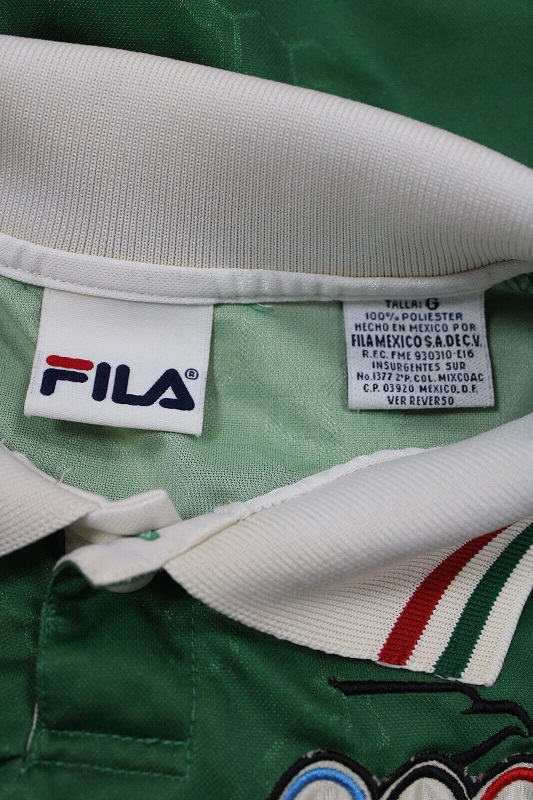 FILA®
TALLA: G
100% POLIESTER
HECHO EN MEXICO POR
FILA MEXICO S.A. DE C.V.
R.F.C. FME 930310-E16
INSURGENTES SUR
No.1377 2º P. COL. MIXCOAC
C.P. 03920 MEXICO, D.F.
VER REVERSO